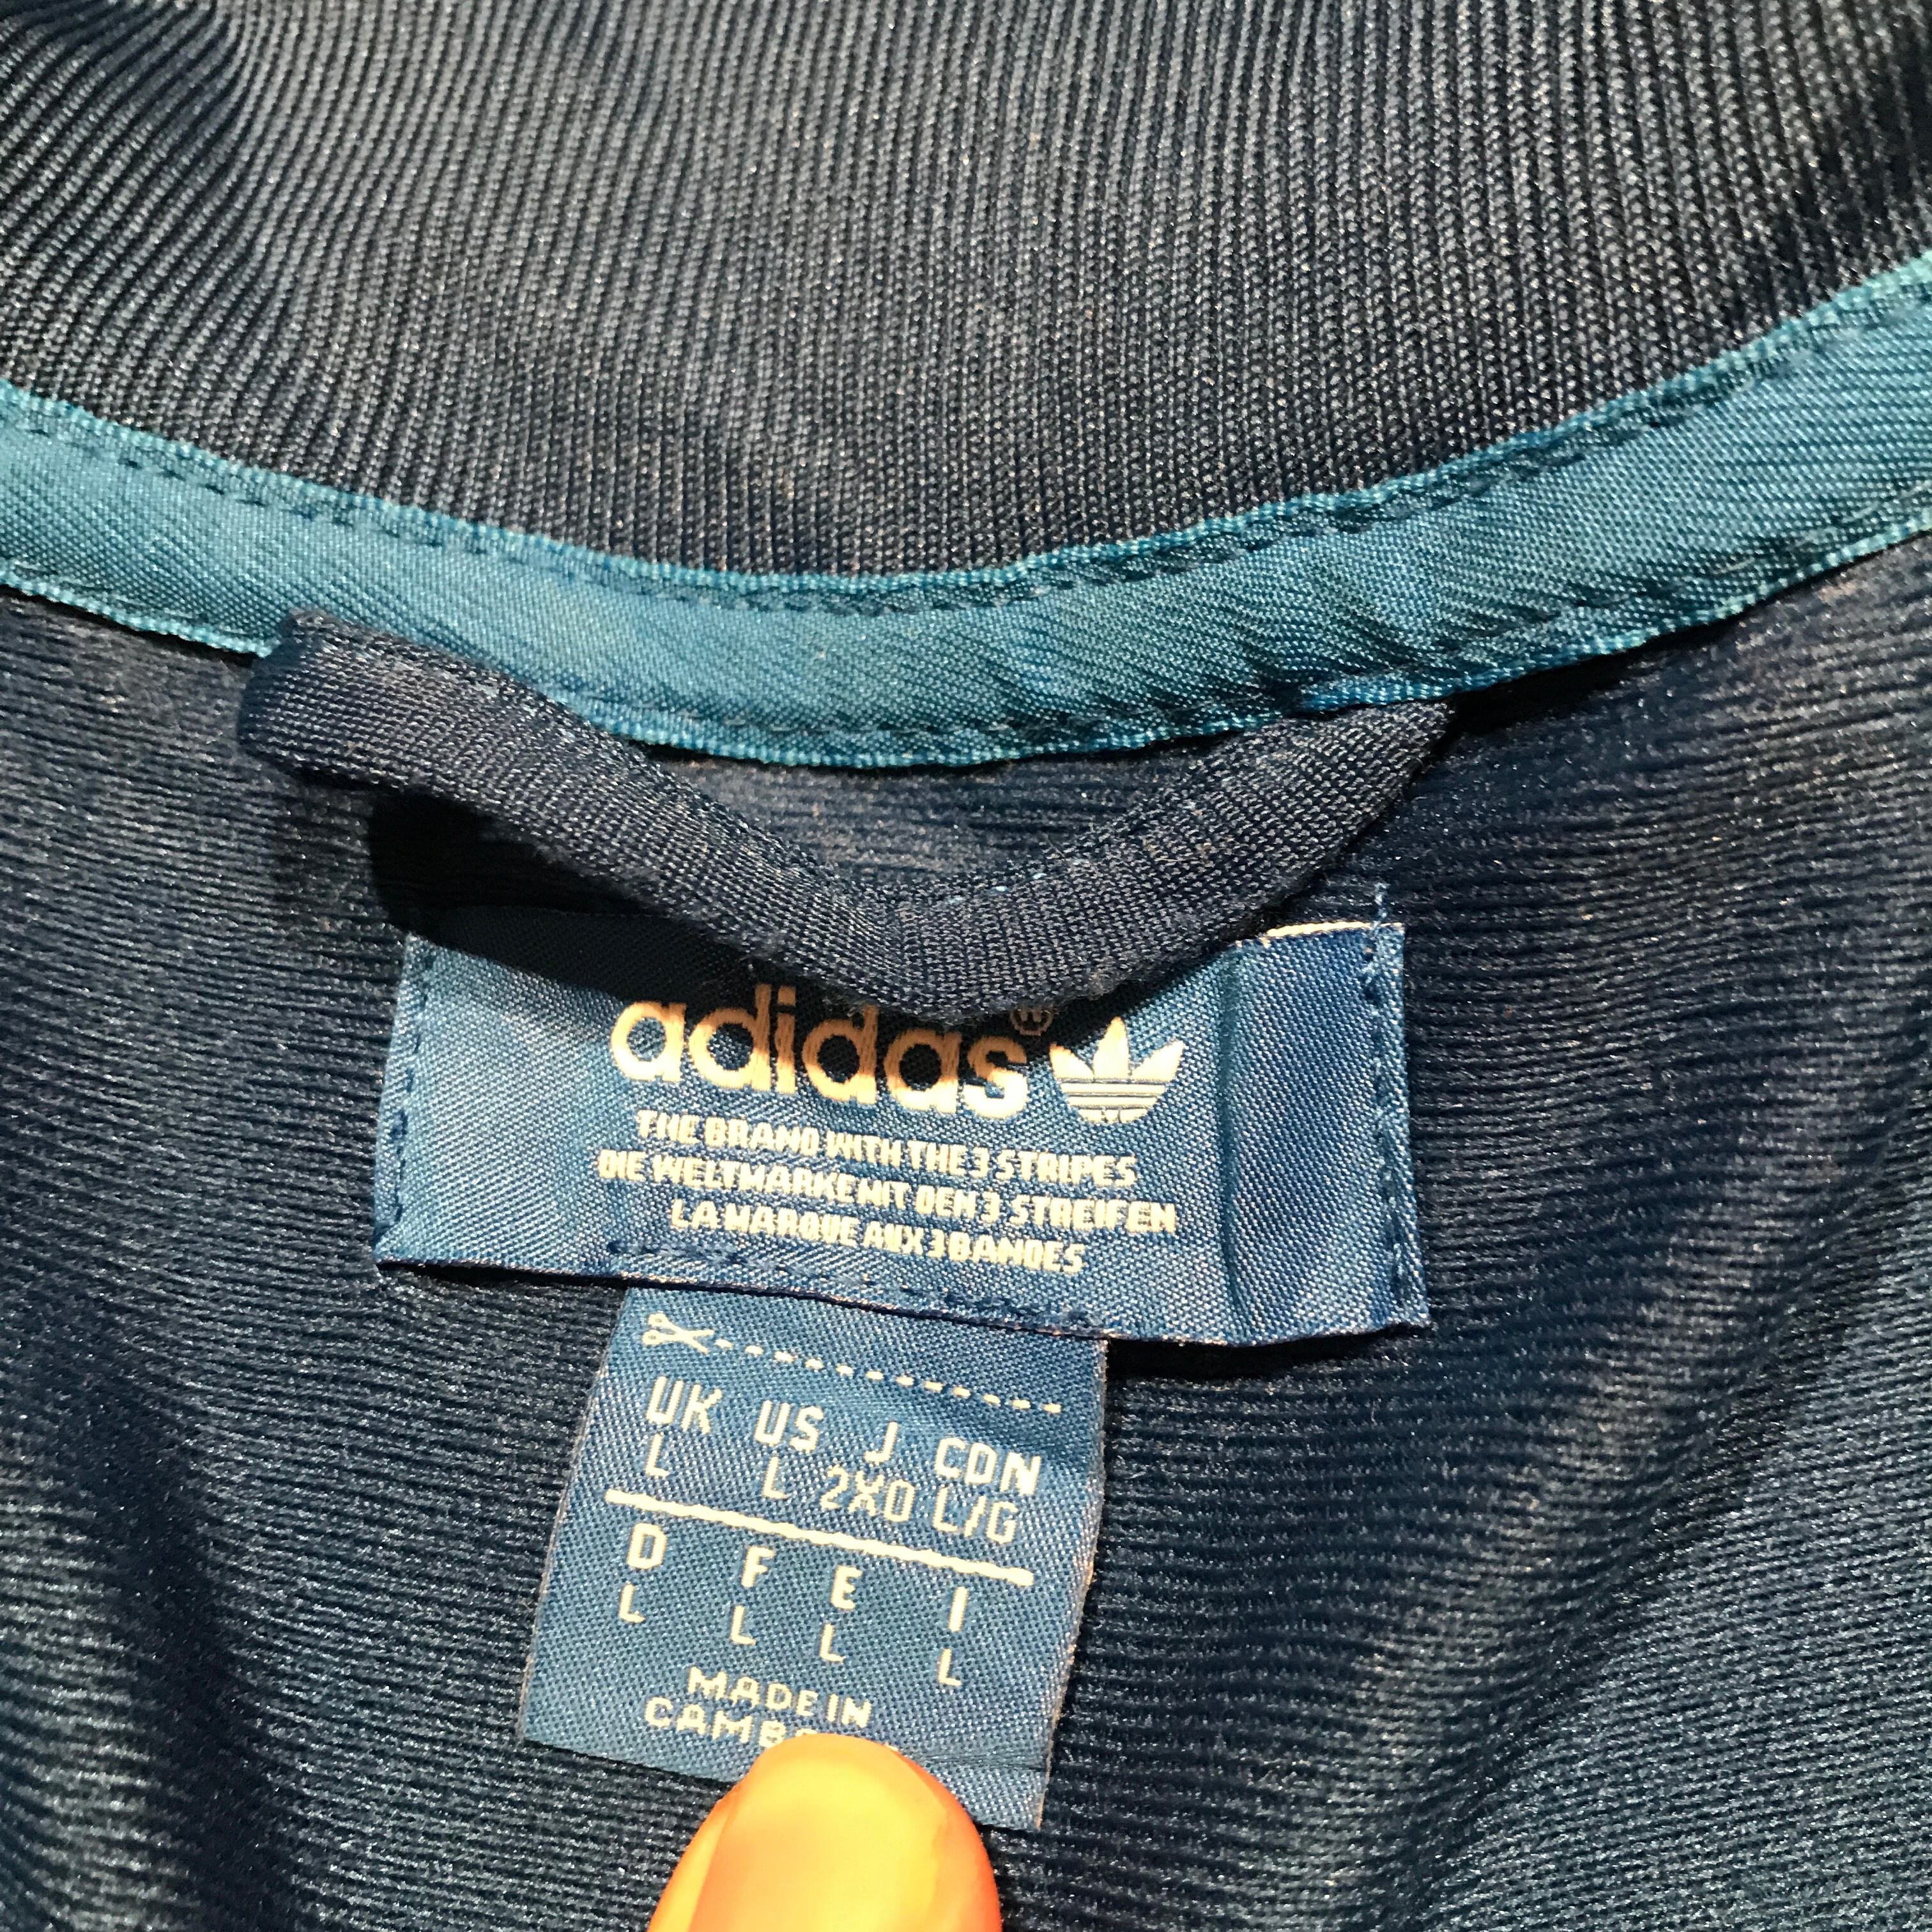 adidas®
THE BRAND WITH THE 3 STRIPES
DIE WELTMARKE MIT DEN 3 STREIFEN
LA MARQUE AUX 3 BANDES
UK US J CDN
L L 2XO L/G
D F E I
L L L L
MADE IN